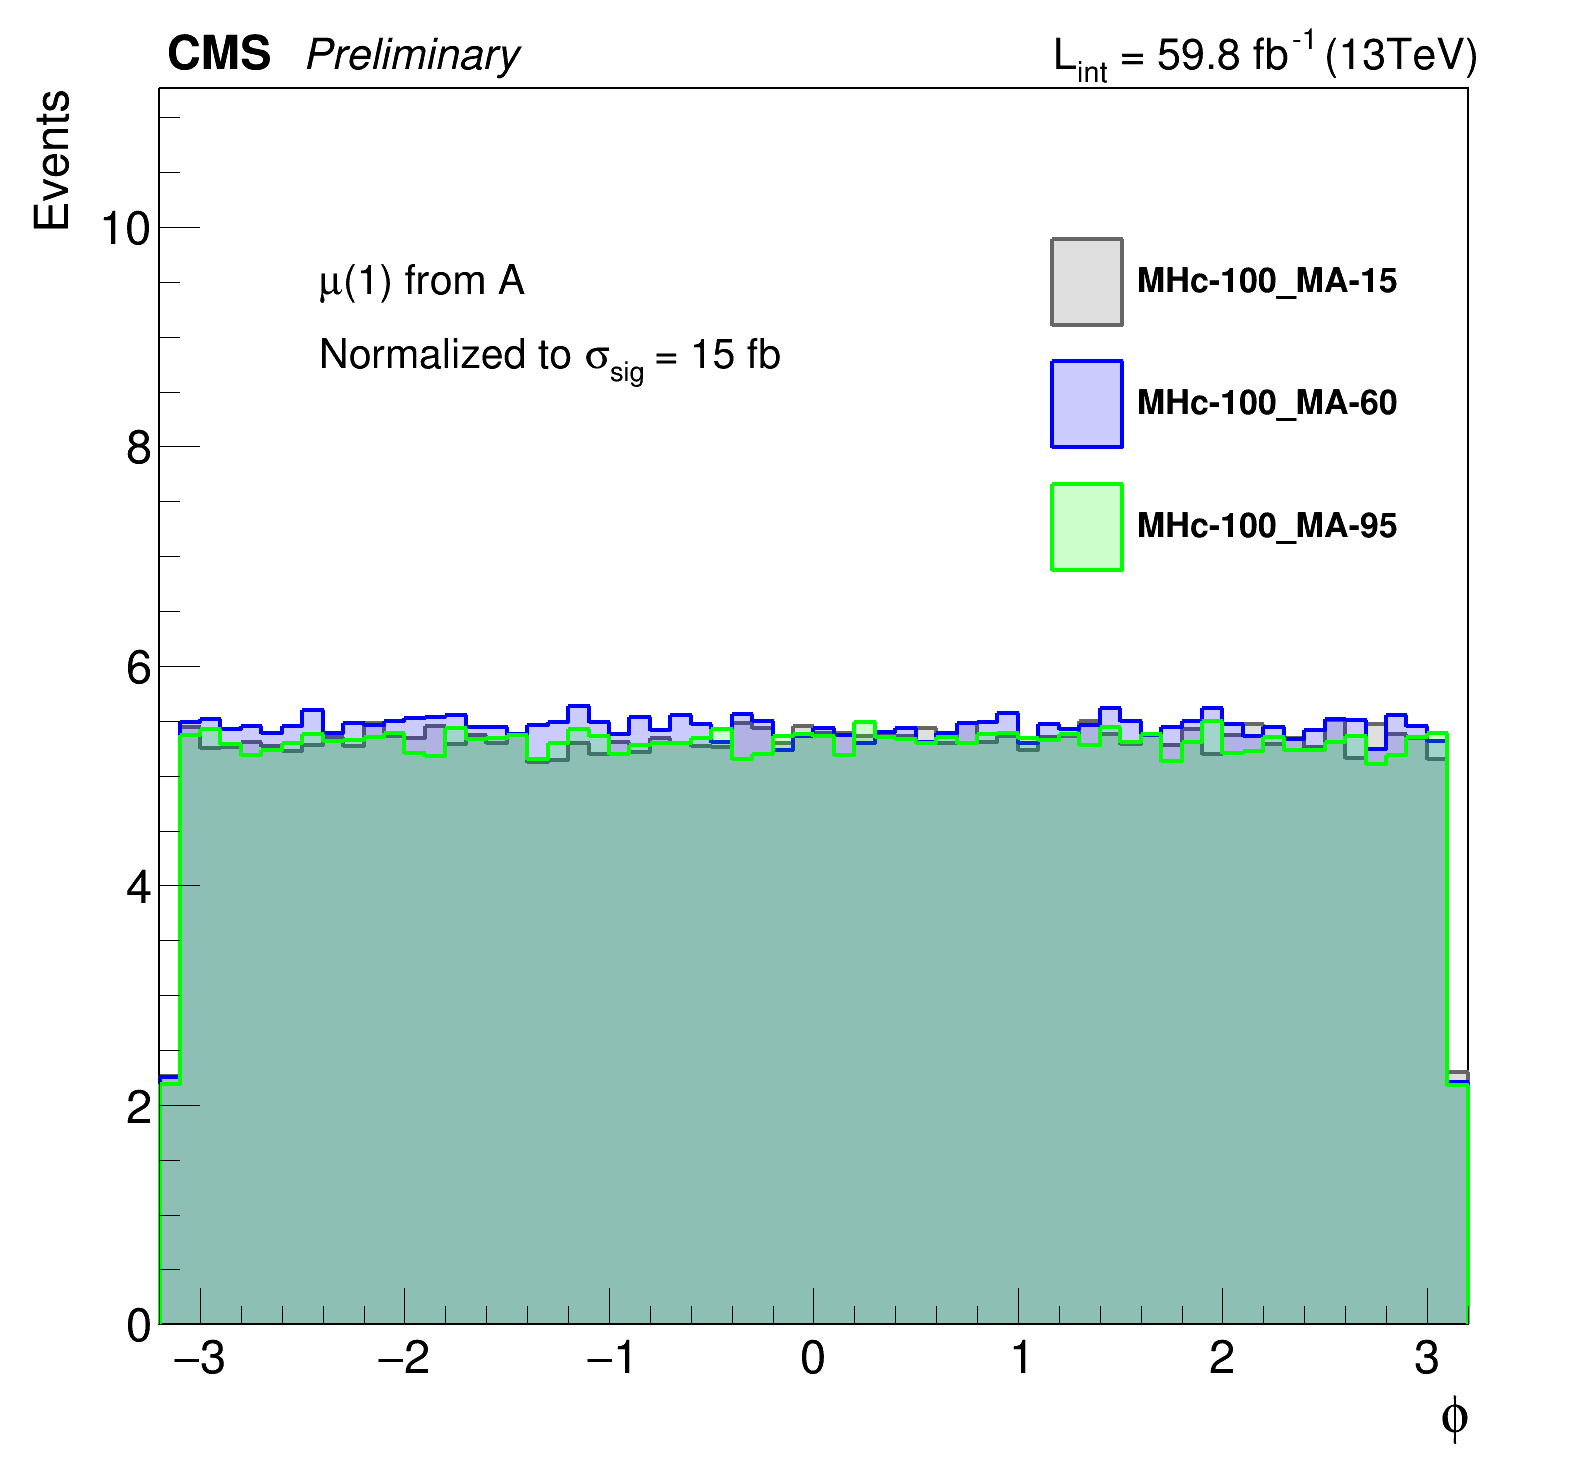 CMS Preliminary
L_int = 59.8 fb^-1 (13TeV)
Events
μ(1) from A
Normalized to σ_sig = 15 fb
MHc-100_MA-15
MHc-100_MA-60
MHc-100_MA-95
10
8
6
4
2
0
−3 −2 −1 0 1 2 3
ϕ